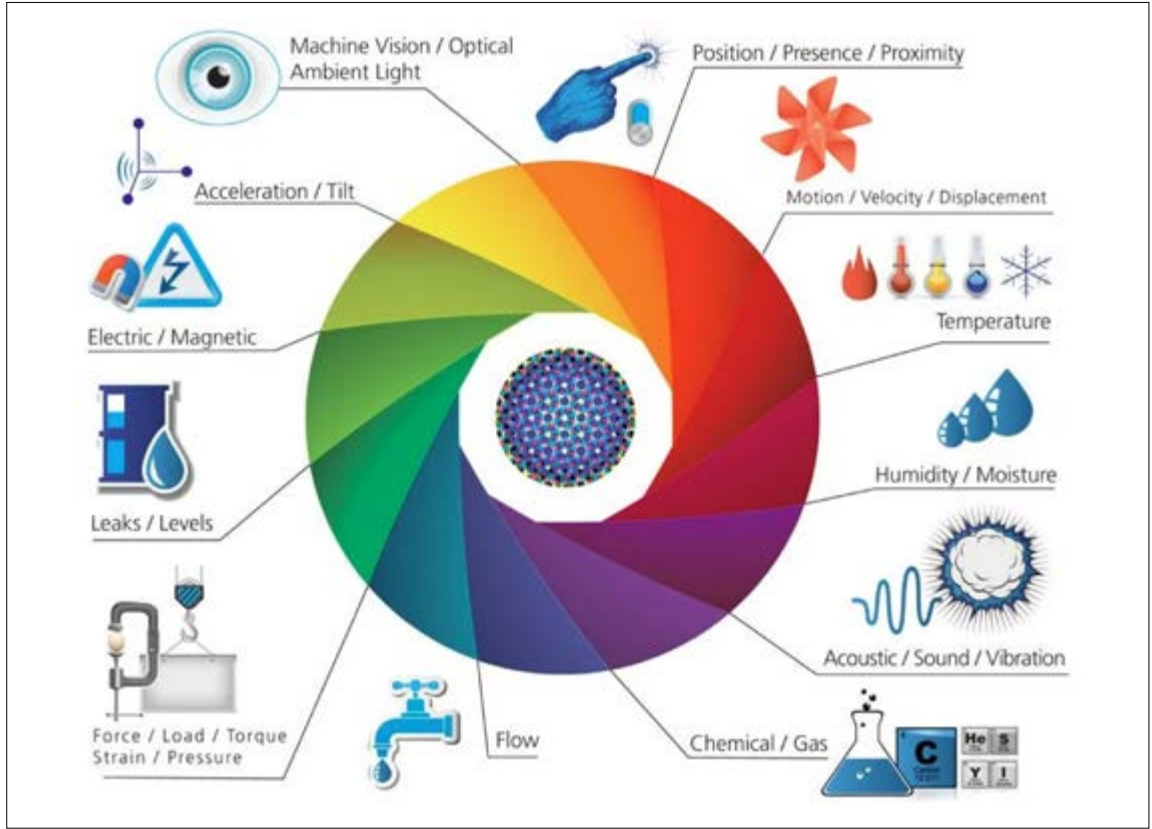 Machine Vision / Optical
Ambient Light
Position / Presence / Proximity
Acceleration / Tilt
Motion / Velocity / Displacement
Temperature
Electric / Magnetic
Humidity / Moisture
Leaks / Levels
Acoustic / Sound / Vibration
Force / Load / Torque
Strain / Pressure
Flow
Chemical / Gas
C
Carbon
He S
Y I